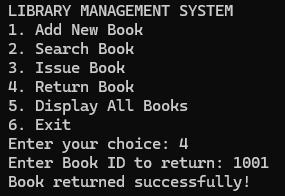 LIBRARY MANAGEMENT SYSTEM
1. Add New Book
2. Search Book
3. Issue Book
4. Return Book
5. Display All Books
6. Exit
Enter your choice: 4
Enter Book ID to return: 1001
Book returned successfully!